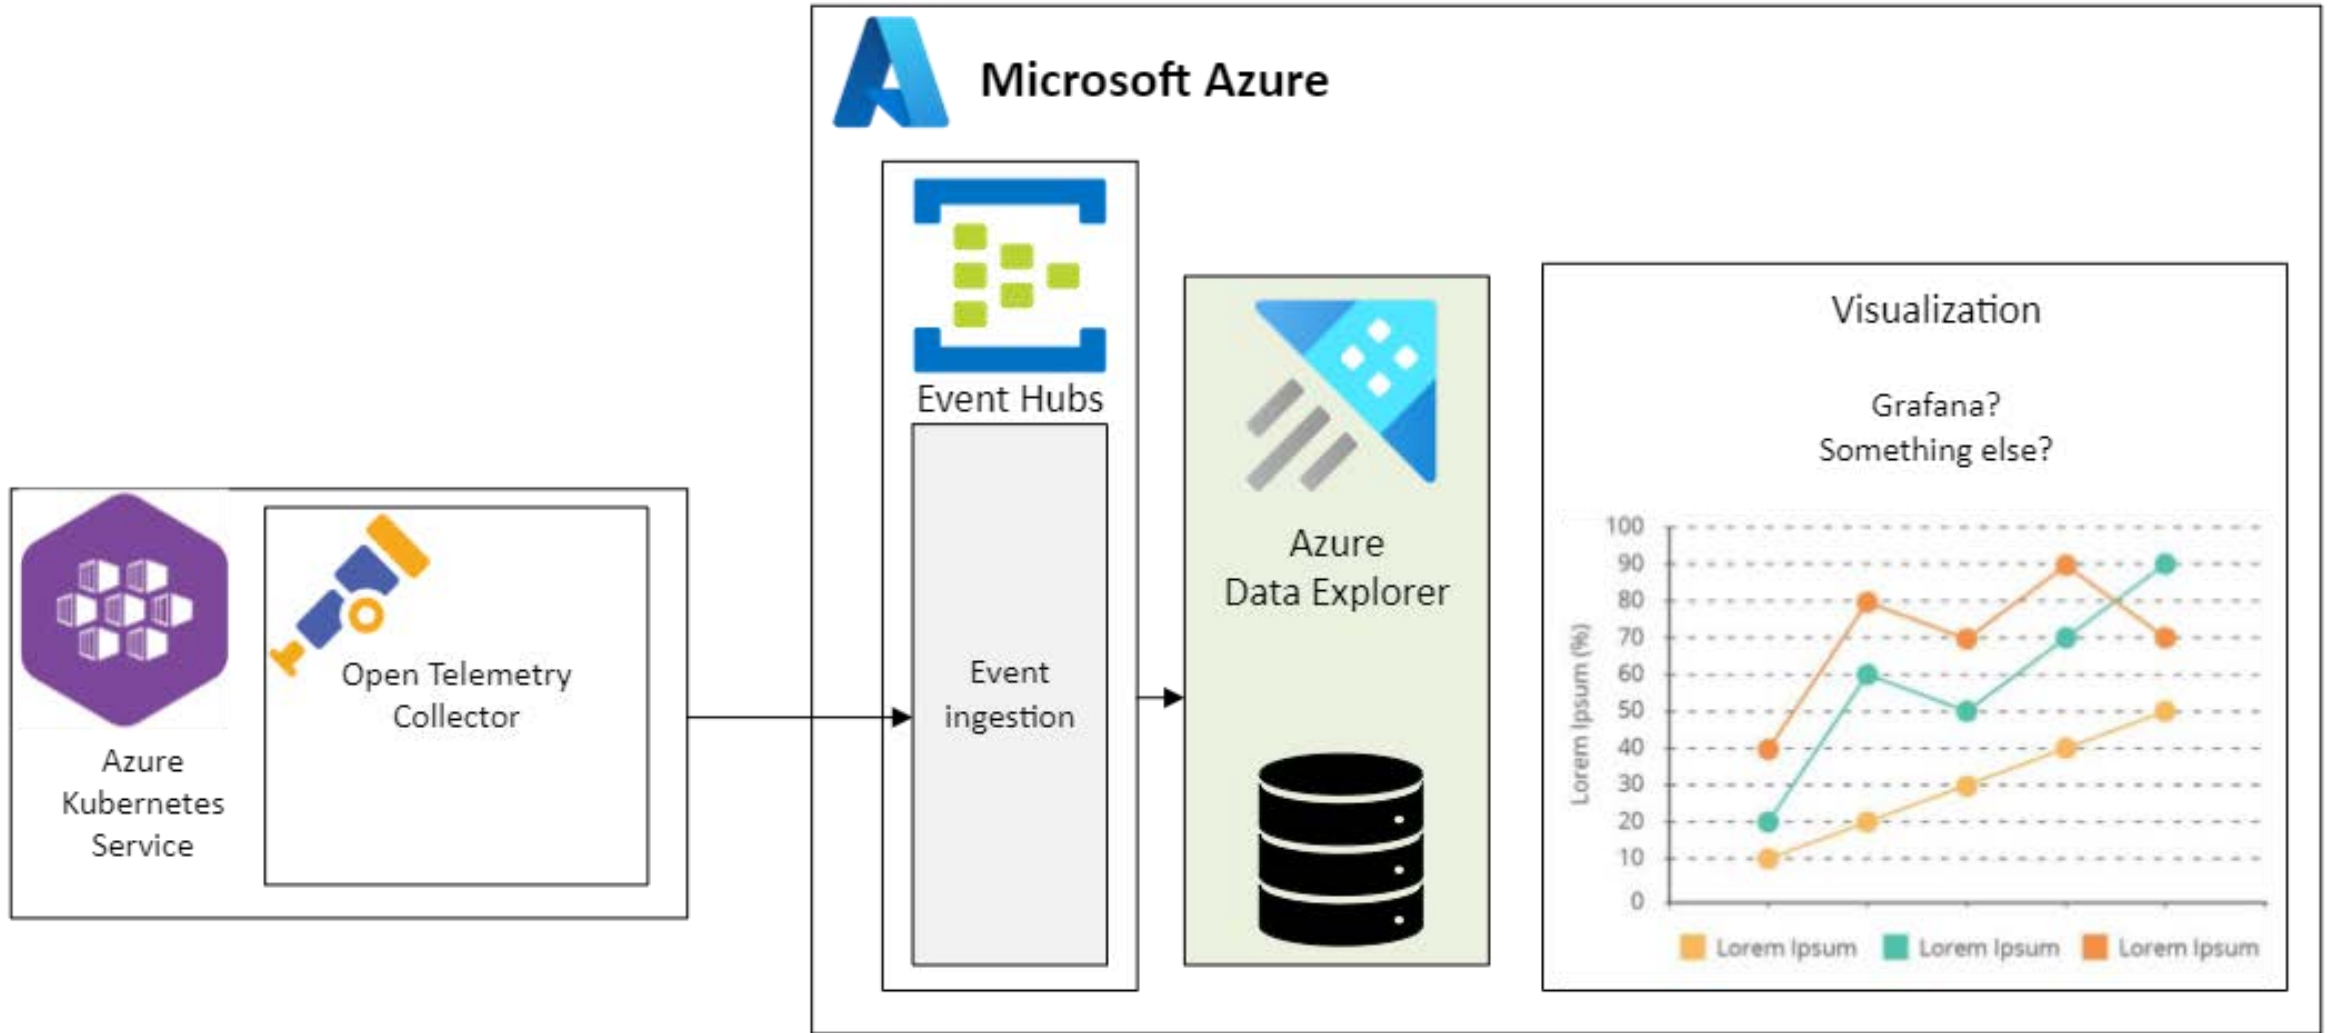 Microsoft Azure
Event Hubs
Event
ingestion
Azure
Data Explorer
Visualization
Grafana?
Something else?
Open Telemetry
Collector
Azure
Kubernetes
Service
Lorem Ipsum (%)
100
90
80
70
60
50
40
30
20
10
0
Lorem Ipsum
Lorem Ipsum
Lorem Ipsum